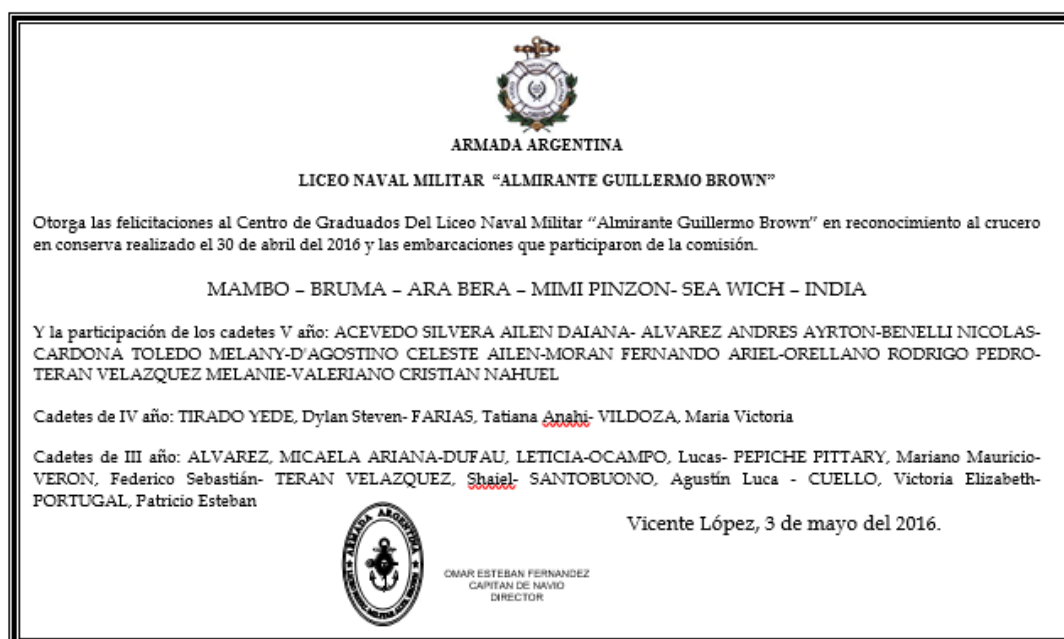 ARMADA ARGENTINA
LICEO NAVAL MILITAR “ALMIRANTE GUILLERMO BROWN”
Otorga las felicitaciones al Centro de Graduados Del Liceo Naval Militar “Almirante Guillermo Brown” en reconocimiento al crucero
en conserva realizado el 30 de abril del 2016 y las embarcaciones que participaron de la comisión.
MAMBO – BRUMA – ARA BERA – MIMI PINZON- SEA WICH – INDIA
Y la participación de los cadetes V año: ACEVEDO SILVERA AILEN DAIANA- ALVAREZ ANDRES AYRTON-BENELLI NICOLAS-
CARDONA TOLEDO MELANY-D'AGOSTINO CELESTE AILEN-MORAN FERNANDO ARIEL-ORELLANO RODRIGO PEDRO-
TERAN VELAZQUEZ MELANIE-VALERIANO CRISTIAN NAHUEL
Cadetes de IV año: TIRADO YEDE, Dylan Steven- FARIAS, Tatiana Anahi- VILDOZA, Maria Victoria
Cadetes de III año: ALVAREZ, MICAELA ARIANA-DUFAU, LETICIA-OCAMPO, Lucas- PEPICHE PITTARY, Mariano Mauricio-
VERON, Federico Sebastián- TERAN VELAZQUEZ, Shaiel- SANTOBUONO, Agustín Luca - CUELLO, Victoria Elizabeth-
PORTUGAL, Patricio Esteban
Vicente López, 3 de mayo del 2016.
ARMADA ARGENTINA
OMAR ESTEBAN FERNANDEZ
CAPITAN DE NAVIO
DIRECTOR